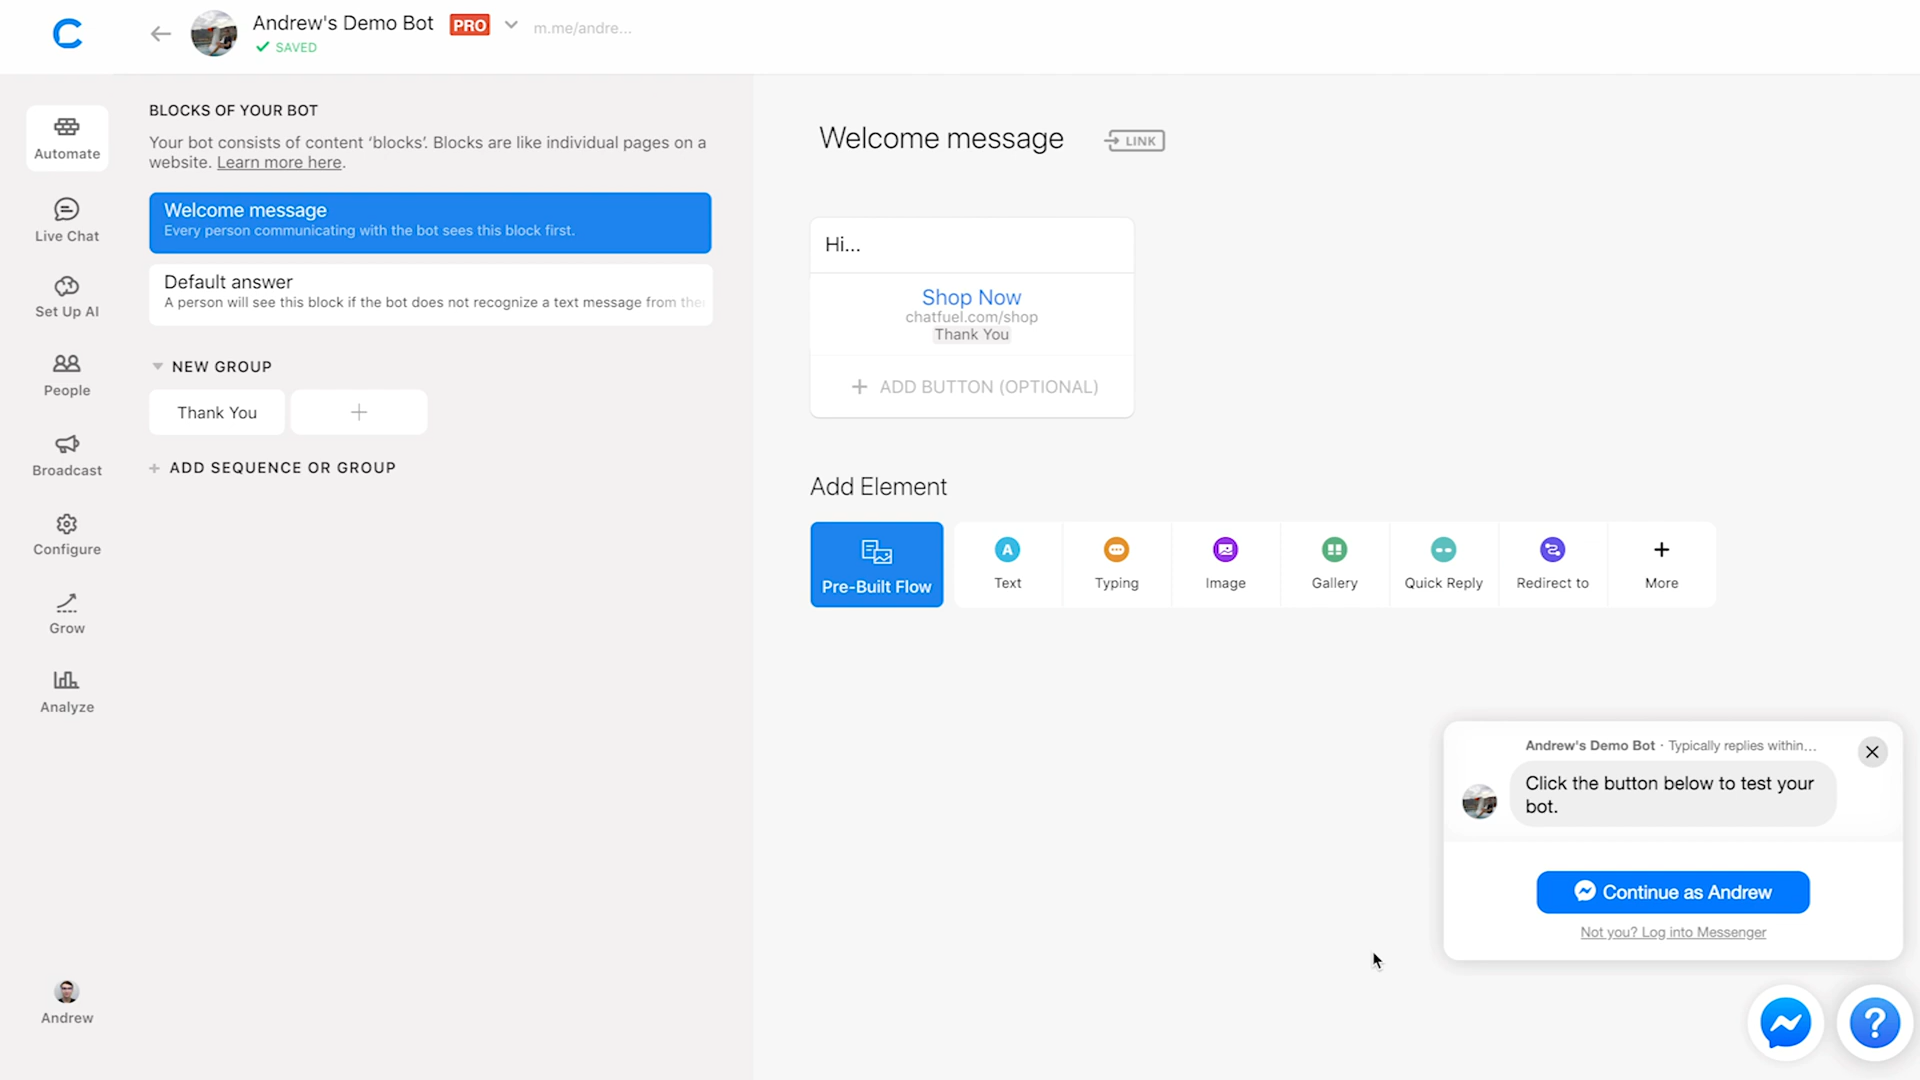 Andrew's Demo Bot PRO m.me/andre...
SAVED
Automate
Live Chat
Set Up AI
People
Broadcast
Configure
Grow
Analyze
Andrew
BLOCKS OF YOUR BOT
Your bot consists of content ‘blocks’. Blocks are like individual pages on a
website. Learn more here.
Welcome message
Every person communicating with the bot sees this block first.
Default answer
A person will see this block if the bot does not recognize a text message from
NEW GROUP
Thank You
ADD SEQUENCE OR GROUP
Welcome message LINK
Hi...
Shop Now
chatfuel.com/shop
Thank You
+ ADD BUTTON (OPTIONAL)
Add Element
Pre-Built Flow
Text
Typing
Image
Gallery
Quick Reply
Redirect to
More
Andrew's Demo Bot · Typically replies within...
Click the button below to test your
bot.
Continue as Andrew
Not you? Log into Messenger